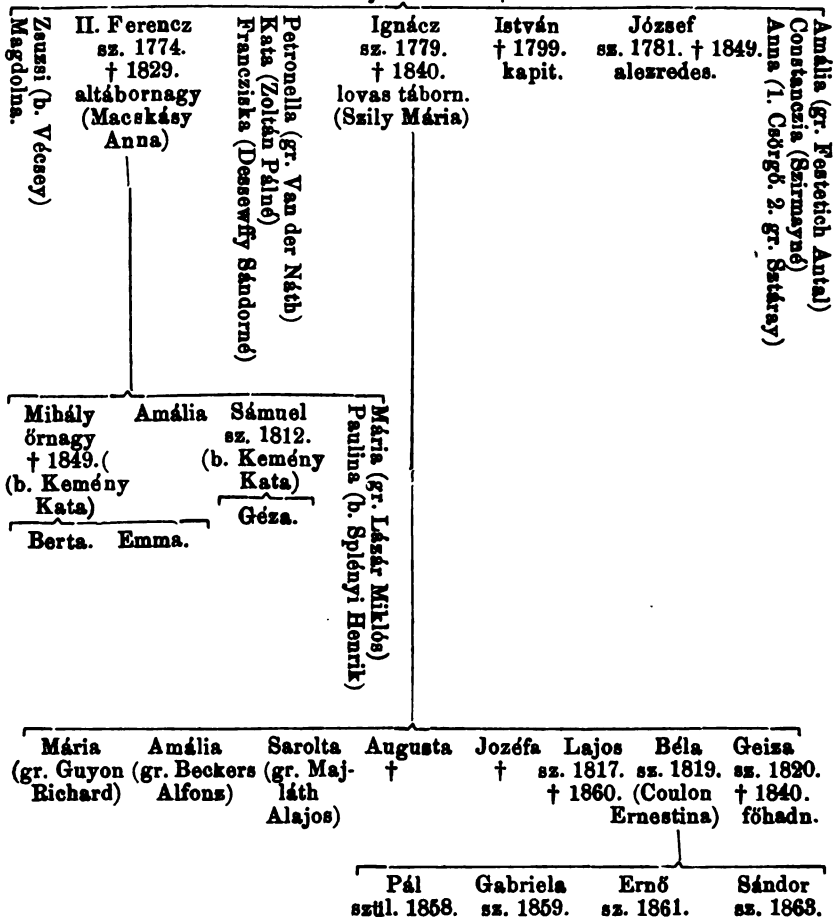 Zsuzsi (b. Vécsey)
Magdolna.
II. Ferencz
sz. 1774.
† 1829.
altábornagy
(Macskásy
Anna)
Petronella (gr. Van der Náth)
Kata (Zoltán Pálné)
Francziska (Dessewffy Sándorné)
Ignácz
sz. 1779.
† 1840.
lovas táborn.
(Szily Mária)
István
† 1799.
kapit.
József
sz. 1781. † 1849.
alezredes.
Amália (gr. Festetich Antal)
Constanczia (Szirmayné)
Anna (1. Csörgő. 2. gr. Sztáray)
Mihály
őrnagy
† 1849.(
(b. Kemény
Kata)
Amália
Sámuel
sz. 1812.
(b. Kemény
Kata)
Mária (gr. Lázár Miklós)
Paulina (b. Splényi Henrik)
Berta.
Emma.
Géza.
Mária
(gr. Guyon
Richard)
Amália
(gr. Beckers
Alfonz)
Sarolta
(gr. Maj-
láth
Alajos)
Augusta
†
Jozéfa
†
Lajos
sz. 1817.
† 1860.
Béla
sz. 1819.
(Coulon
Ernestina)
Geiza
sz. 1820.
† 1840.
főhadn.
Pál
szül. 1858.
Gabriela
sz. 1859.
Ernő
sz. 1861.
Sándor
sz. 1863.